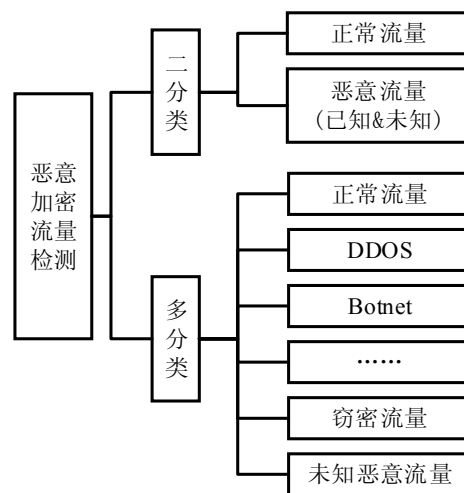 恶意
加密
流量
检测
二
分
类
正常流量
恶意流量
(已知&未知)
多
分
类
正常流量
DDOS
Botnet
……
窃密流量
未知恶意流量